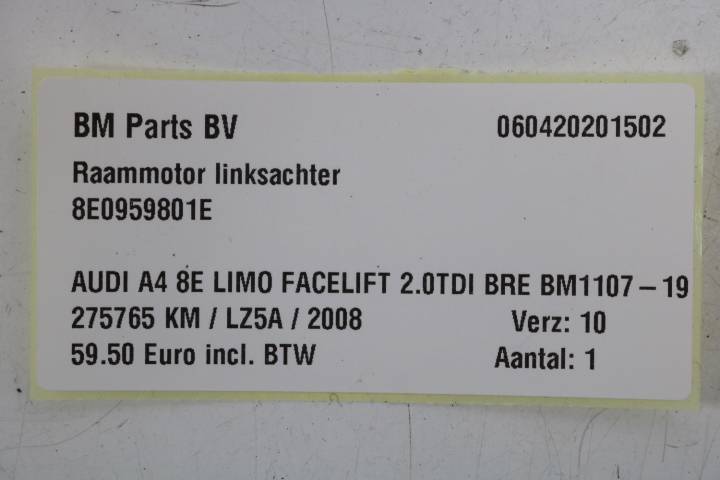 BM Parts BV 060420201502
Raammotor linksachter
8E0959801E
AUDI A4 8E LIMO FACELIFT 2.0TDI BRE BM1107-19
275765 KM / LZ5A / 2008 Verz: 10
59.50 Euro incl. BTW Aantal: 1